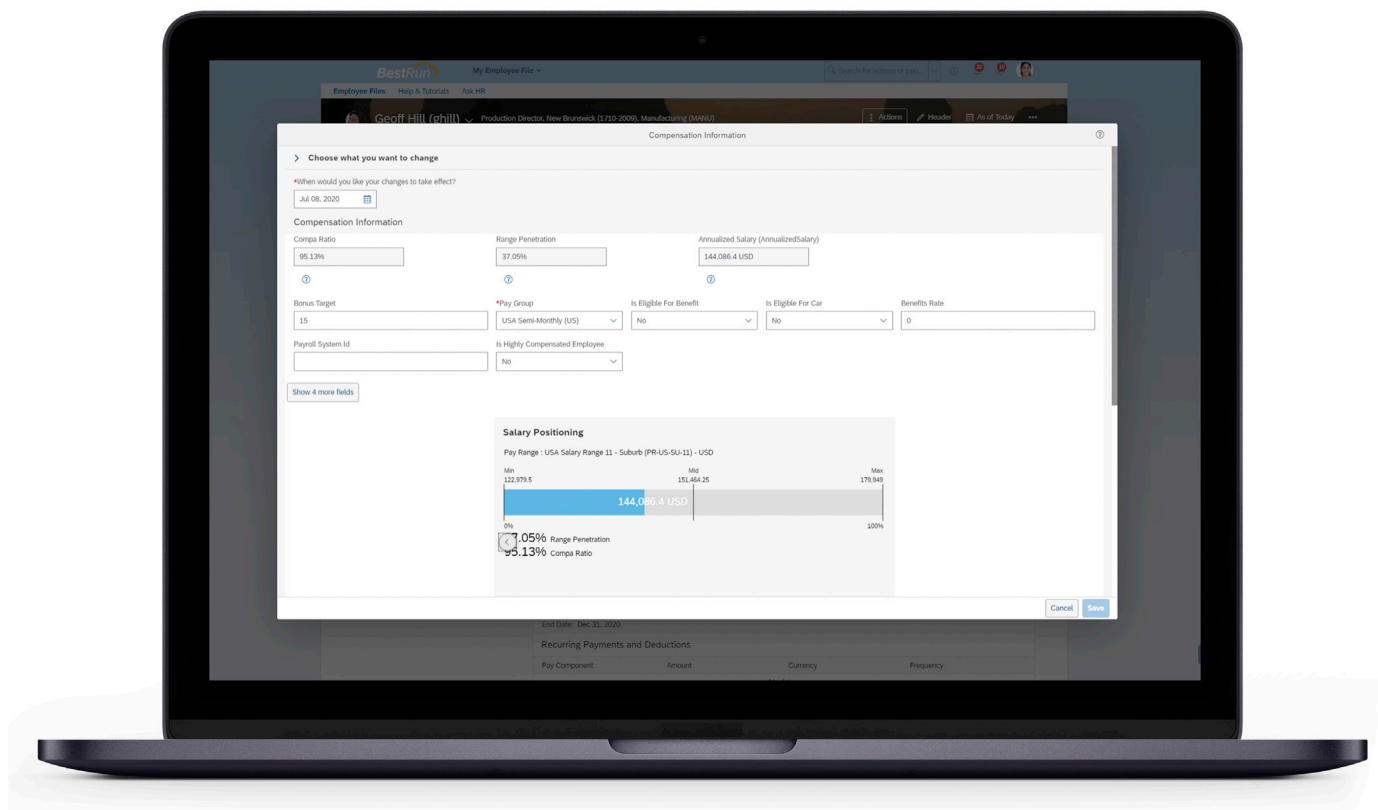 BestRun My Employee File
Search for actions or peo...
Employee Files Help & Tutorials Ask HR
Geoff Hill (ghill) Production Director, New Brunswick (1710-2009), Manufacturing (MANU) Actions Header As of Today
Compensation Information
Choose what you want to change
*When would you like your changes to take effect?
Jul 08, 2020
Compensation Information
Compa Ratio Range Penetration Annualized Salary (AnnualizedSalary)
95.13% 37.05% 144,086.4 USD
Bonus Target *Pay Group Is Eligible For Benefit Is Eligible For Car Benefits Rate
15 USA Semi-Monthly (US) No No 0
Payroll System Id Is Highly Compensated Employee
No
Show 4 more fields
Salary Positioning
Pay Range : USA Salary Range 11 - Suburb (PR-US-SU-11) - USD
Min Mid Max
122,979.5 151,464.25 179,949
144,086.4 USD
0% 100%
7.05% Range Penetration
95.13% Compa Ratio
Cancel Save
End Date Dec 31, 2020
Recurring Payments and Deductions
Pay Component Amount Currency Frequency